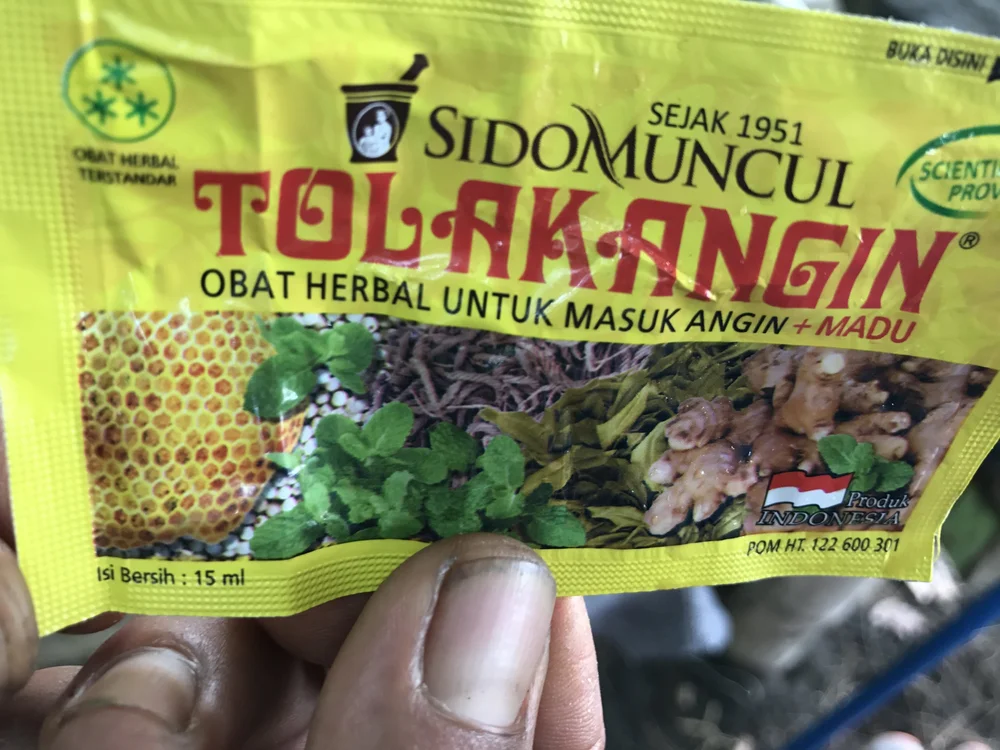 BUKA DISINI
SEJAK 1951
SIDOMUNCUL
OBAT HERBAL
TERSTANDAR
TOLAKANGIN®
OBAT HERBAL UNTUK MASUK ANGIN + MADU
Produk
INDONESIA
POM HT. 122 600 301
Isi Bersih : 15 ml